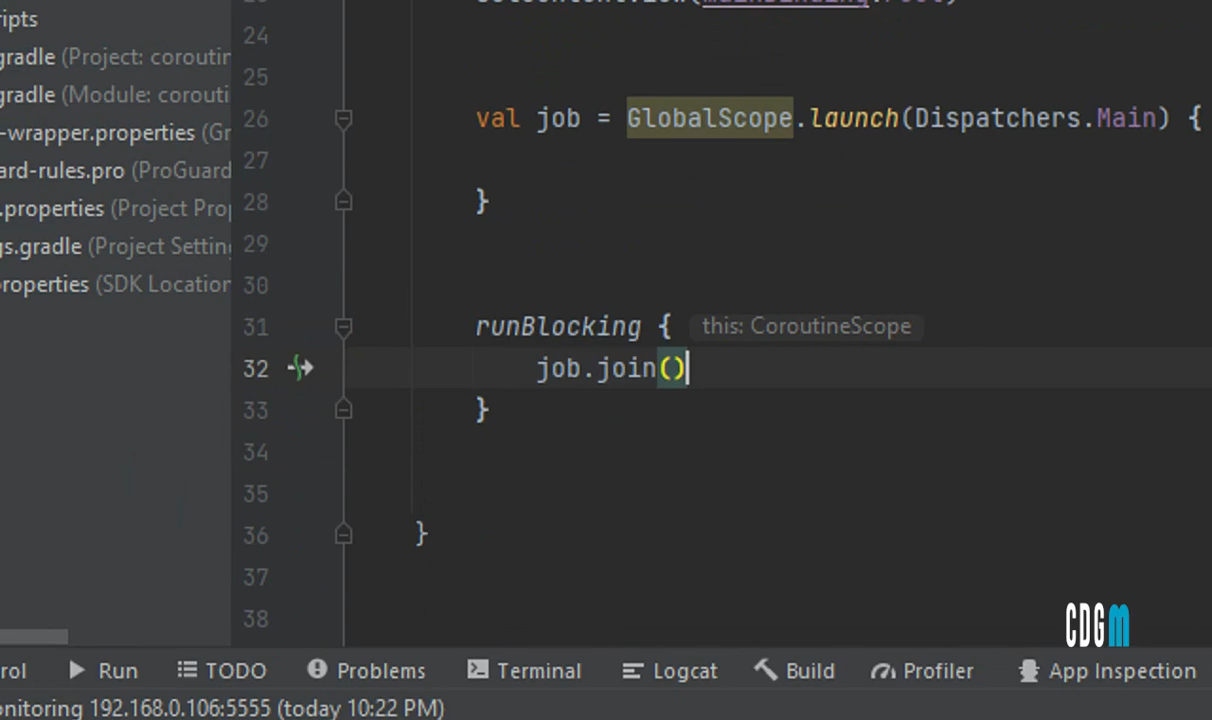 ripts
gradle (Project: coroutin
gradle (Module: corouti
-wrapper.properties (Gr
ard-rules.pro (ProGuard
.properties (Project Prop
gs.gradle (Project Setting
properties (SDK Location
24
25
26 val job = GlobalScope.launch(Dispatchers.Main) {
27
28 }
29
30
31 runBlocking { this: CoroutineScope
32 job.join()
33 }
34
35
36 }
37
38
CDGM
rol Run TODO Problems Terminal Logcat Build Profiler App Inspection
onitoring 192.168.0.106:5555 (today 10:22 PM)